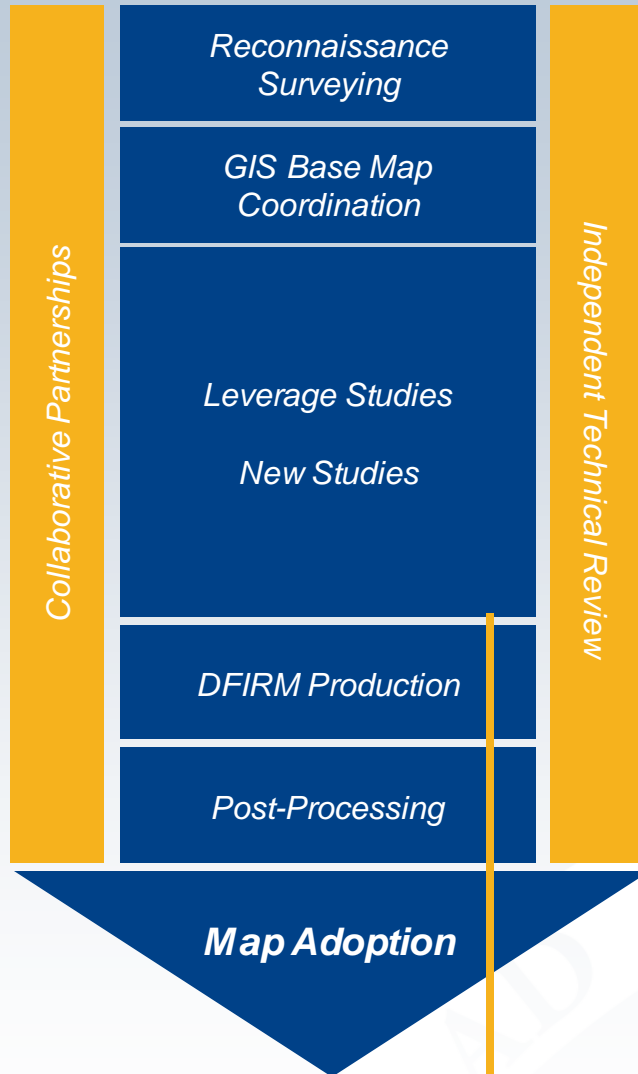 Reconnaissance
Surveying
GIS Base Map
Coordination
Collaborative Partnerships
Independent Technical Review
Leverage Studies
New Studies
DFIRM Production
Post-Processing
Map Adoption